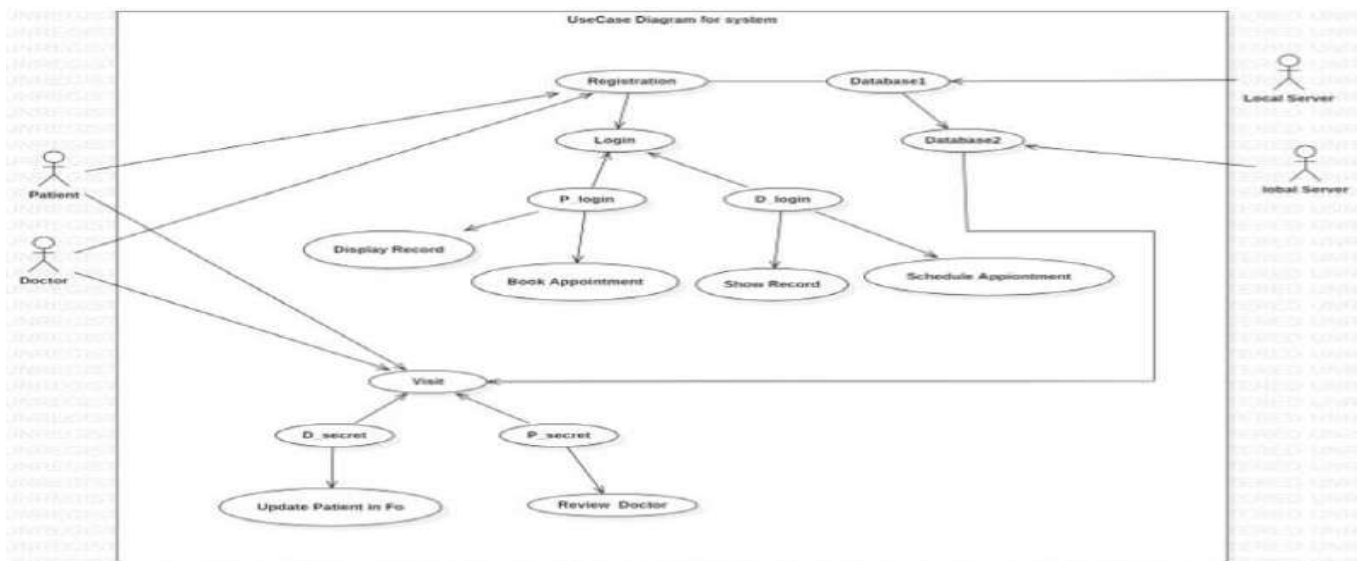 UseCase Diagram for system
Registration
Database1
Local Server
Login
Database2
lobal Server
Patient
P_login
D_login
Doctor
Display Record
Book Appointment
Show Record
Schedule Appiontment
Visit
D_secret
P_secret
Update Patient in Fo
Review Doctor